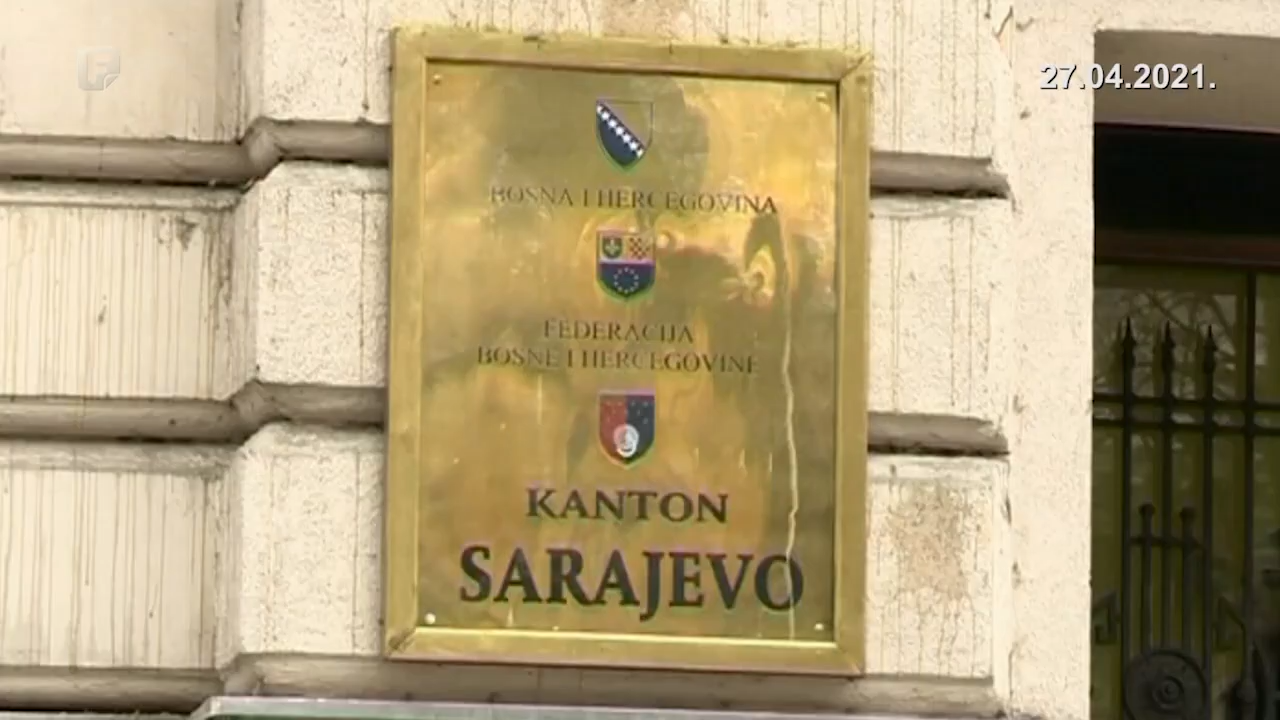 27.04.2021.
BOSNA I HERCEGOVINA
FEDERACIJA
BOSNE I HERCEGOVINE
KANTON
SARAJEVO